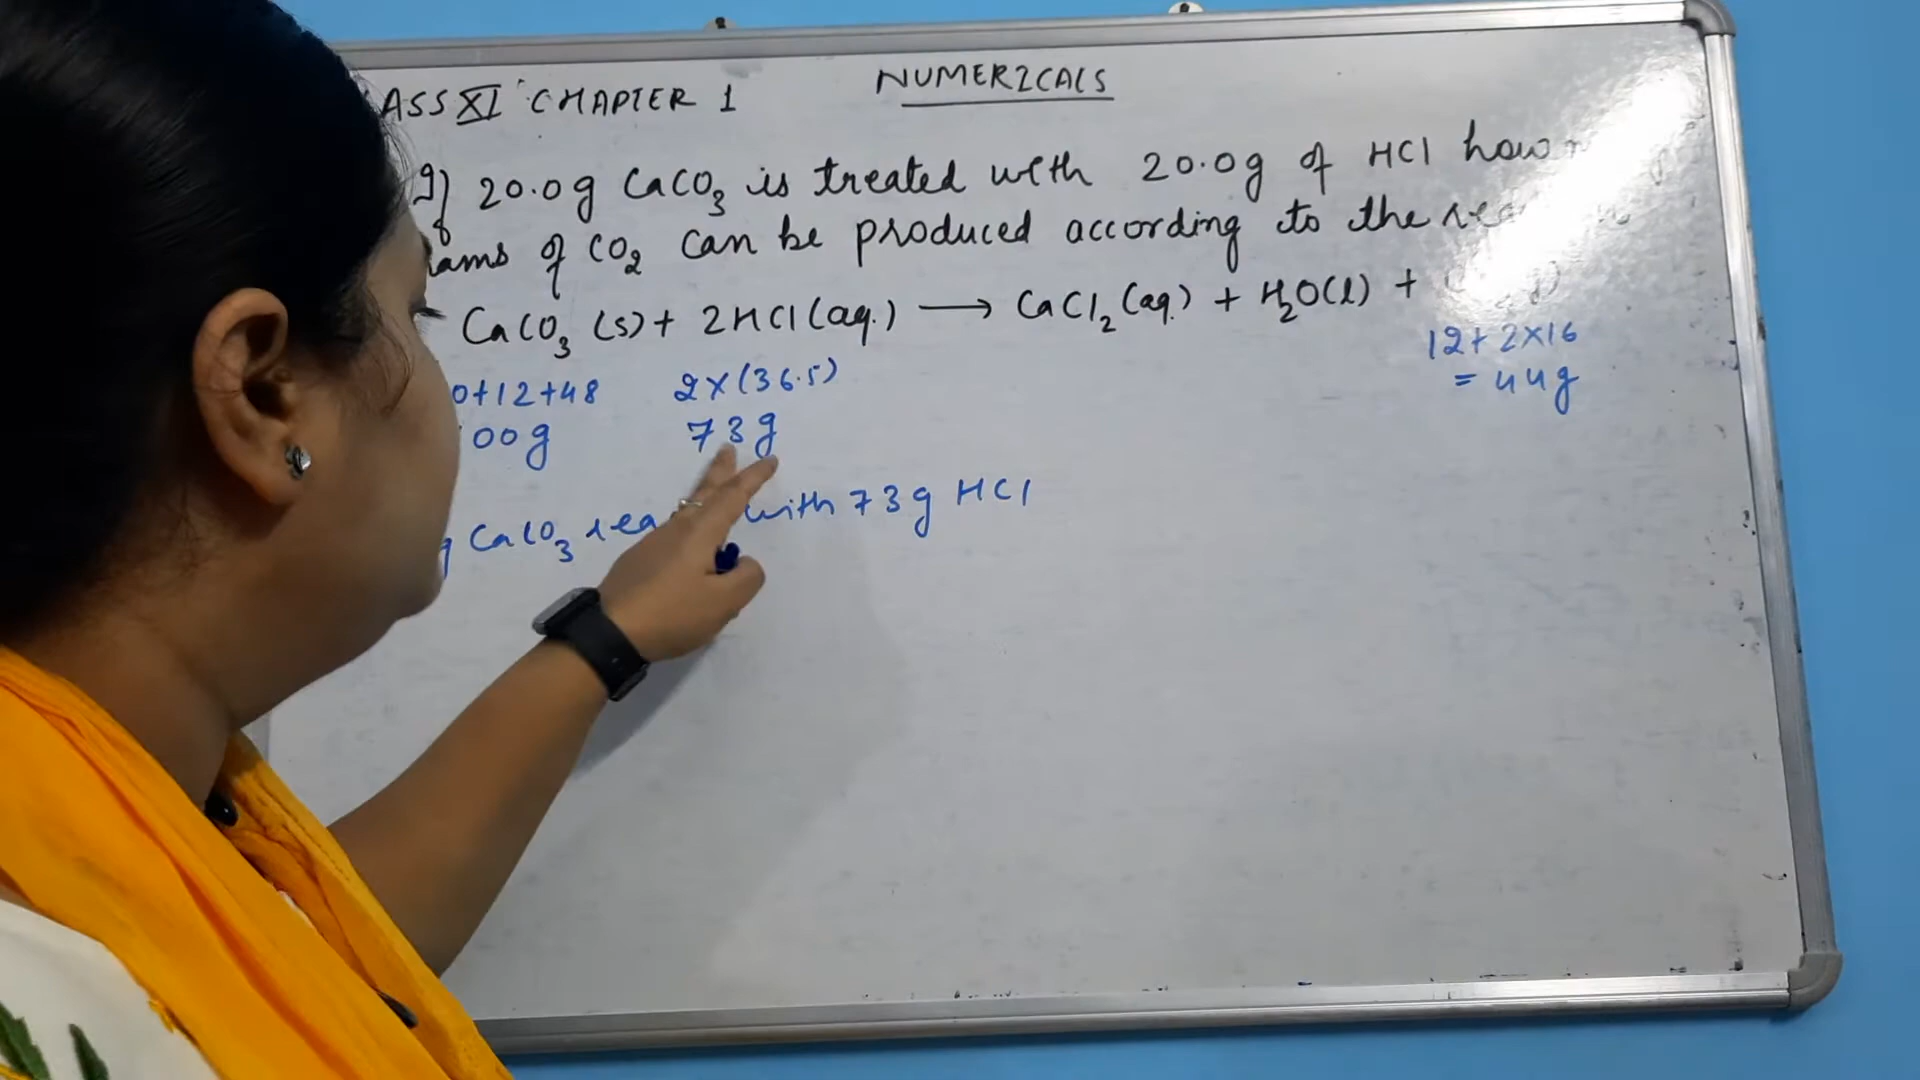 ASS XI CHAPTER 1
NUMERICALS
9) 20.0g CaCO3 is treated with 20.0g of HCl how
ams of CO2 can be produced according to the
CaCO3 (s) + 2HCl (aq.) ⟶ CaCl2 (aq.) + H2O(l) +
0+12+48
2×(36.5)
12+2×16
00g
73g
= 44g
g CaCO3 with 73g HCl